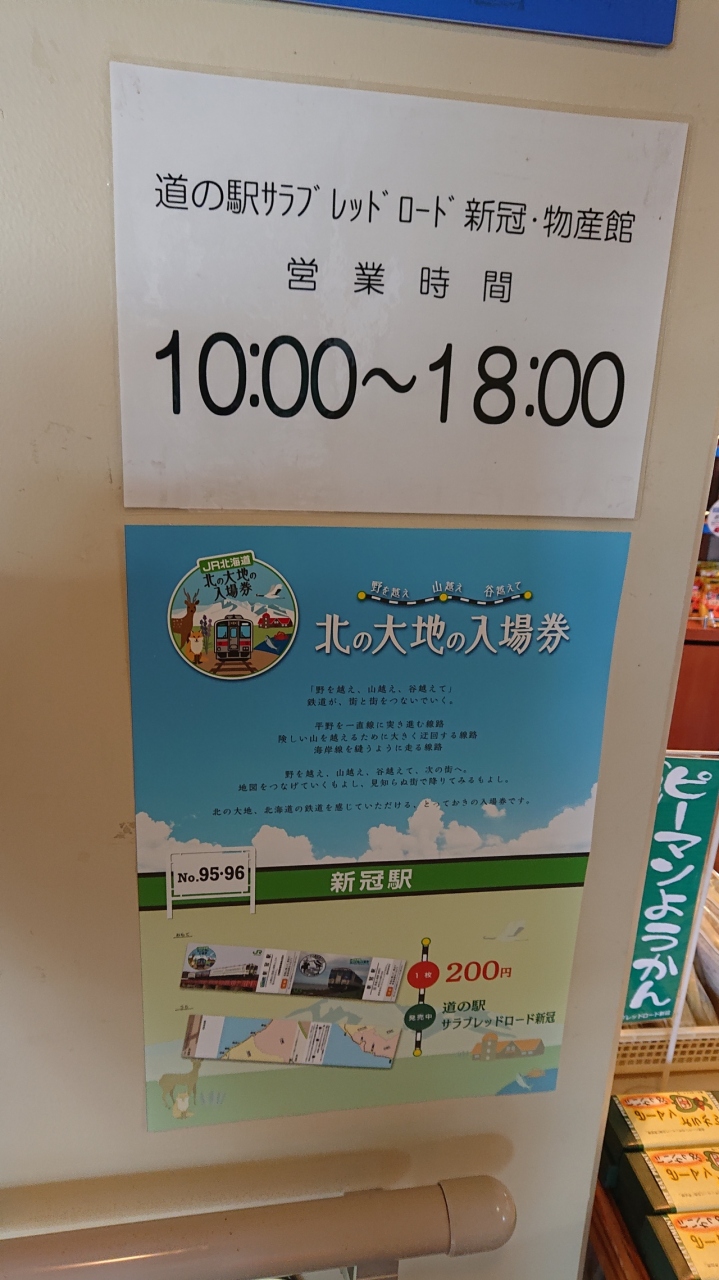 道の駅ｻﾗﾌﾞﾚｯﾄﾞﾛｰﾄﾞ新冠･物産館
営業時間
10:00～18:00
JR北海道
北の大地の
入場券
野を越え 山越え 谷越えて
北の大地の入場券
「野を越え、山越え、谷越えて」
鉄道が、街と街をつないでいく。
平野を一直線に突き進む線路
険しい山を越えるために大きく迂回する線路
海岸線を縫うように走る線路
野を越え、山越え、谷越えて、次の街へ。
地図をつなげていくもよし、見知らぬ街で降りてみるもよし。
北の大地、北海道の鉄道を感じていただける、とっておきの入場券です。
No.95･96
新冠駅
おもて
1枚 200円
うら
発売中 道の駅
サラブレッドロード新冠
ピーマンようかん